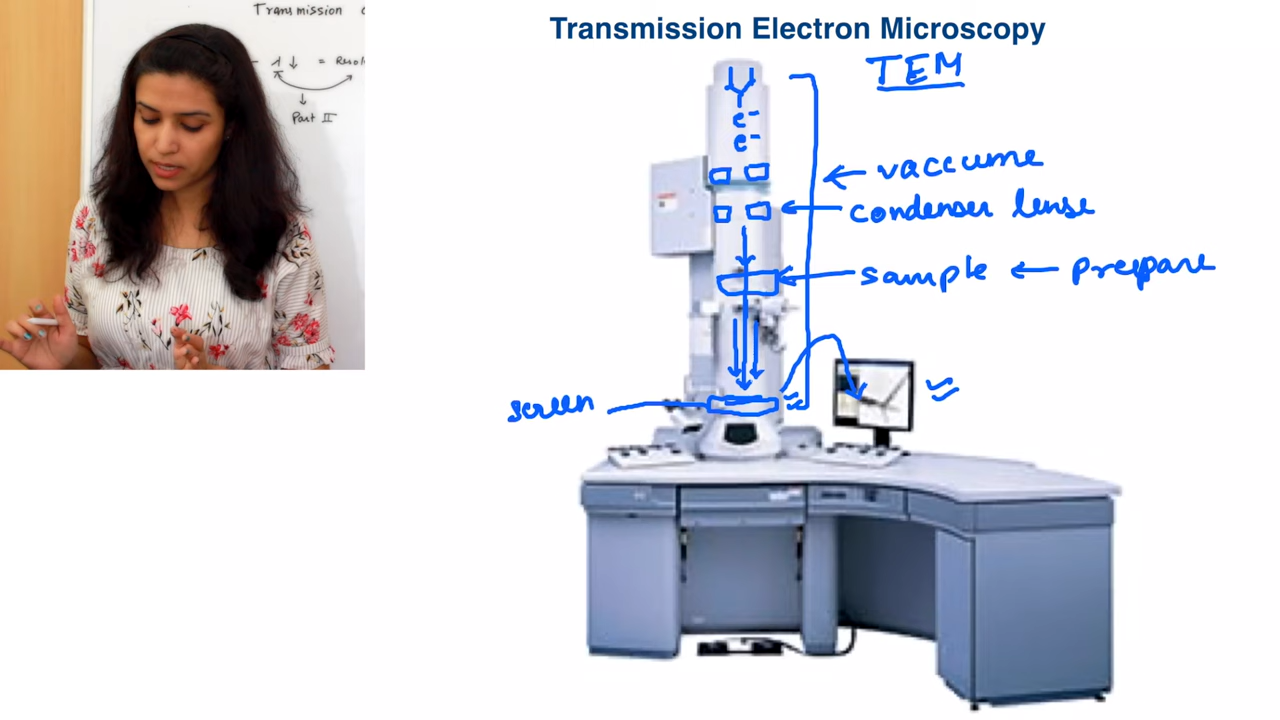 Transmission Electron Microscopy
Transmission
λ ↓ = Resol
Part II
TEM
e-
e-
← vaccume
← condenser lense
← sample ← prepare
screen